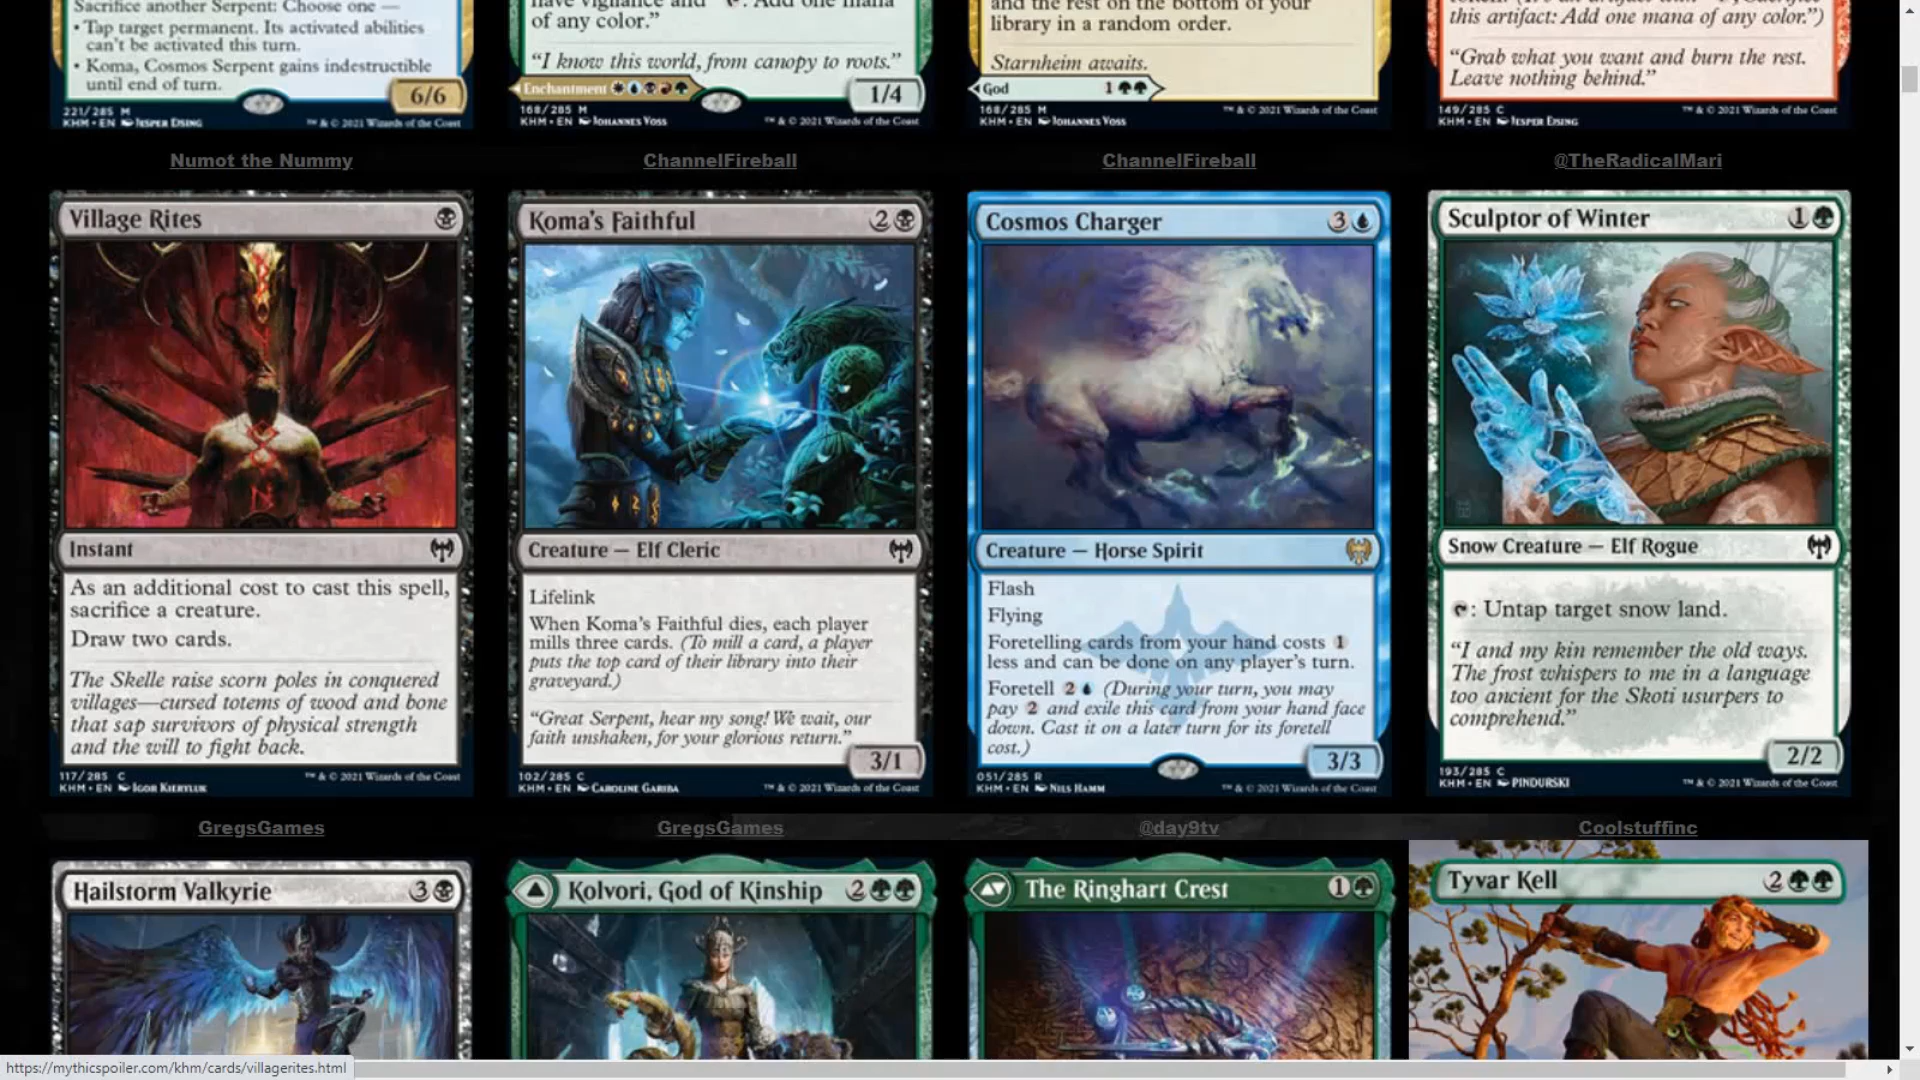 Sacrifice another Serpent: Choose one —
• Tap target permanent. Its activated abilities
can't be activated this turn.
• Koma, Cosmos Serpent gains indestructible
until end of turn.
6/6
221/285 M
KHM • EN JESPER EJSING
™ & © 2021 Wizards of the Coast
have vigilance and
Add one mana
of any color."
"I know this world, from canopy to roots."
Enchantment
1/4
168/285 M
KHM • EN JOHANNES VOSS
™ & © 2021 Wizards of the Coast
and the rest on the bottom of your
library in a random order.
Starnheim awaits.
God 1
168/285 M
KHM • EN JOHANNES VOSS
™ & © 2021 Wizards of the Coast
this artifact: Add one mana of any color.")
"Grab what you want and burn the rest.
Leave nothing behind."
149/285 C
KHM • EN JESPER EJSING
™ & © 2021 Wizards of the Coast
Numot the Nummy
ChannelFireball
ChannelFireball
@TheRadicalMari
Village Rites
Instant
As an additional cost to cast this spell,
sacrifice a creature.
Draw two cards.
The Skelle raise scorn poles in conquered
villages—cursed totems of wood and bone
that sap survivors of physical strength
and the will to fight back.
117/285 C
KHM • EN IGOR KIERYLUK
™ & © 2021 Wizards of the Coast
Koma's Faithful 2
Creature — Elf Cleric
Lifelink
When Koma's Faithful dies, each player
mills three cards. (To mill a card, a player
puts the top card of their library into their
graveyard.)
"Great Serpent, hear my song! We wait, our
faith unshaken, for your glorious return."
3/1
102/285 C
KHM • EN CAROLINE GARIBA
™ & © 2021 Wizards of the Coast
Cosmos Charger 3
Creature — Horse Spirit
Flash
Flying
Foretelling cards from your hand costs 1
less and can be done on any player's turn.
Foretell 2 (During your turn, you may
pay 2 and exile this card from your hand face
down. Cast it on a later turn for its foretell
cost.)
3/3
051/285 R
KHM • EN NILS HAMM
™ & © 2021 Wizards of the Coast
Sculptor of Winter 1
Snow Creature — Elf Rogue
: Untap target snow land.
"I and my kin remember the old ways.
The frost whispers to me in a language
too ancient for the Skoti usurpers to
comprehend."
2/2
193/285 C
KHM • EN PINDURSKI
™ & © 2021 Wizards of the Coast
GregsGames
GregsGames
@day9tv
Coolstuffinc
Hailstorm Valkyrie 3
Kolvori, God of Kinship 2
The Ringhart Crest 1
Tyvar Kell 2
https://mythicspoiler.com/khm/cards/villagerites.html